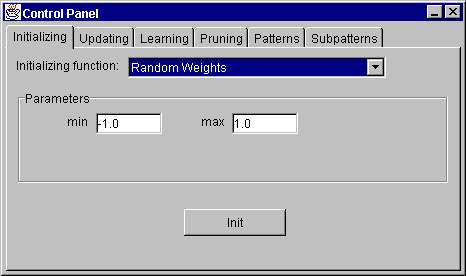 Control Panel
Initializing Updating Learning Pruning Patterns Subpatterns
Initializing function: Random Weights
Parameters
min -1.0 max 1.0
Init